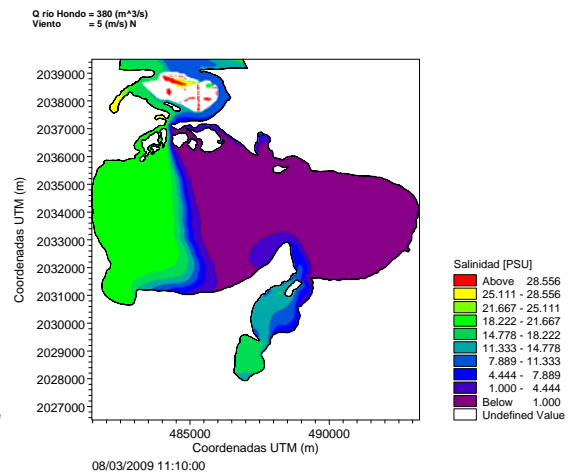 Q río Hondo = 380 (m^3/s)
Viento = 5 (m/s) N
2039000
2038000
2037000
2036000
2035000
2034000
2033000
2032000
2031000
2030000
2029000
2028000
2027000
Coordenadas UTM (m)
485000 490000
Coordenadas UTM (m)
08/03/2009 11:10:00
Salinidad [PSU]
Above 28.556
25.111 - 28.556
21.667 - 25.111
18.222 - 21.667
14.778 - 18.222
11.333 - 14.778
7.889 - 11.333
4.444 - 7.889
1.000 - 4.444
Below 1.000
Undefined Value